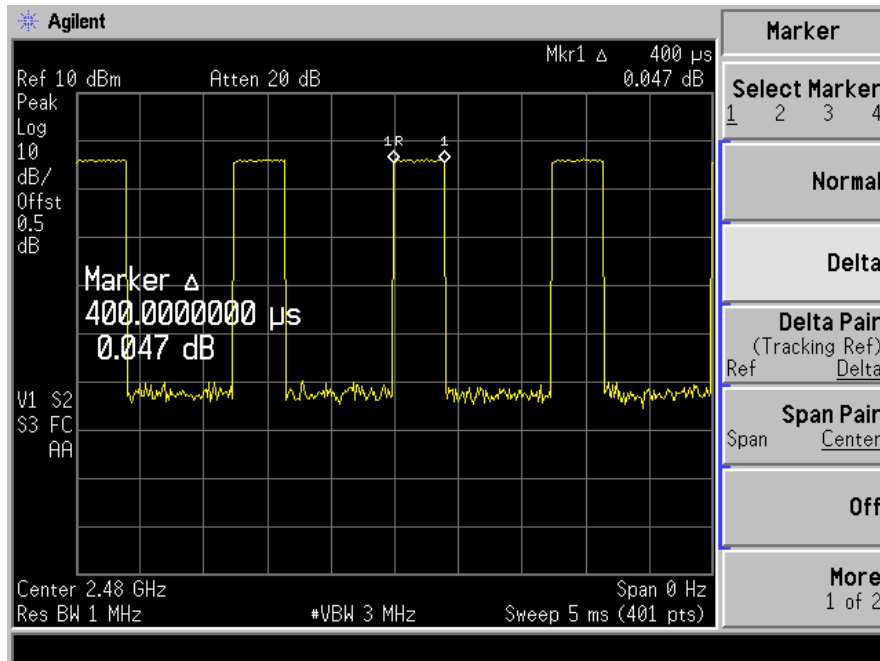 Agilent
Mkr1 Δ 400 µs
Ref 10 dBm Atten 20 dB 0.047 dB
Peak
Log
10
dB/
Offst
0.5
dB
1R 1
Marker Δ
400.0000000 µs
0.047 dB
V1 S2
S3 FC
AA
Center 2.48 GHz Span 0 Hz
Res BW 1 MHz #VBW 3 MHz Sweep 5 ms (401 pts)
Marker
Select Marker
1 2 3 4
Normal
Delta
Delta Pair
(Tracking Ref)
Ref Delta
Span Pair
Span Center
Off
More
1 of 2